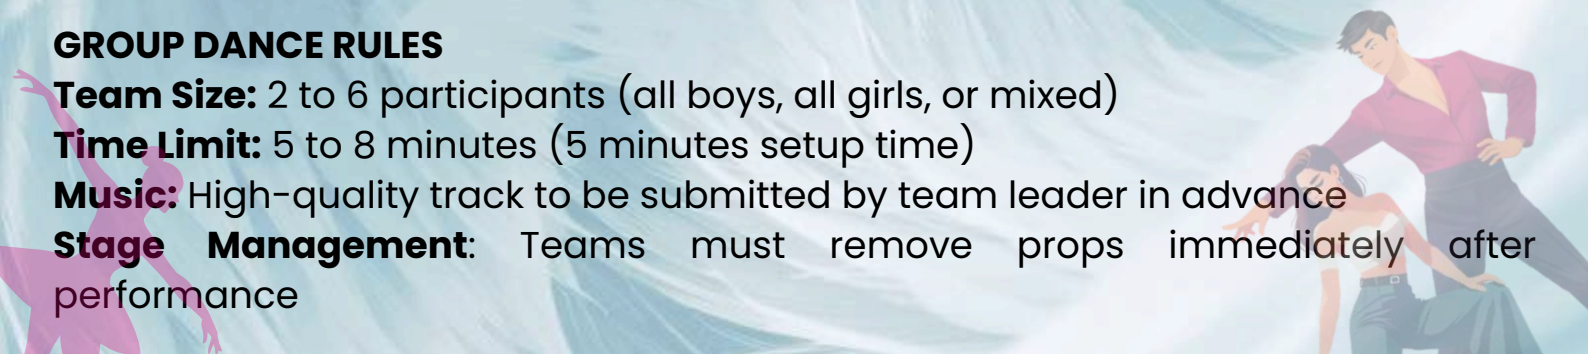 GROUP DANCE RULES
Team Size: 2 to 6 participants (all boys, all girls, or mixed)
Time Limit: 5 to 8 minutes (5 minutes setup time)
Music: High-quality track to be submitted by team leader in advance
Stage Management: Teams must remove props immediately after
performance